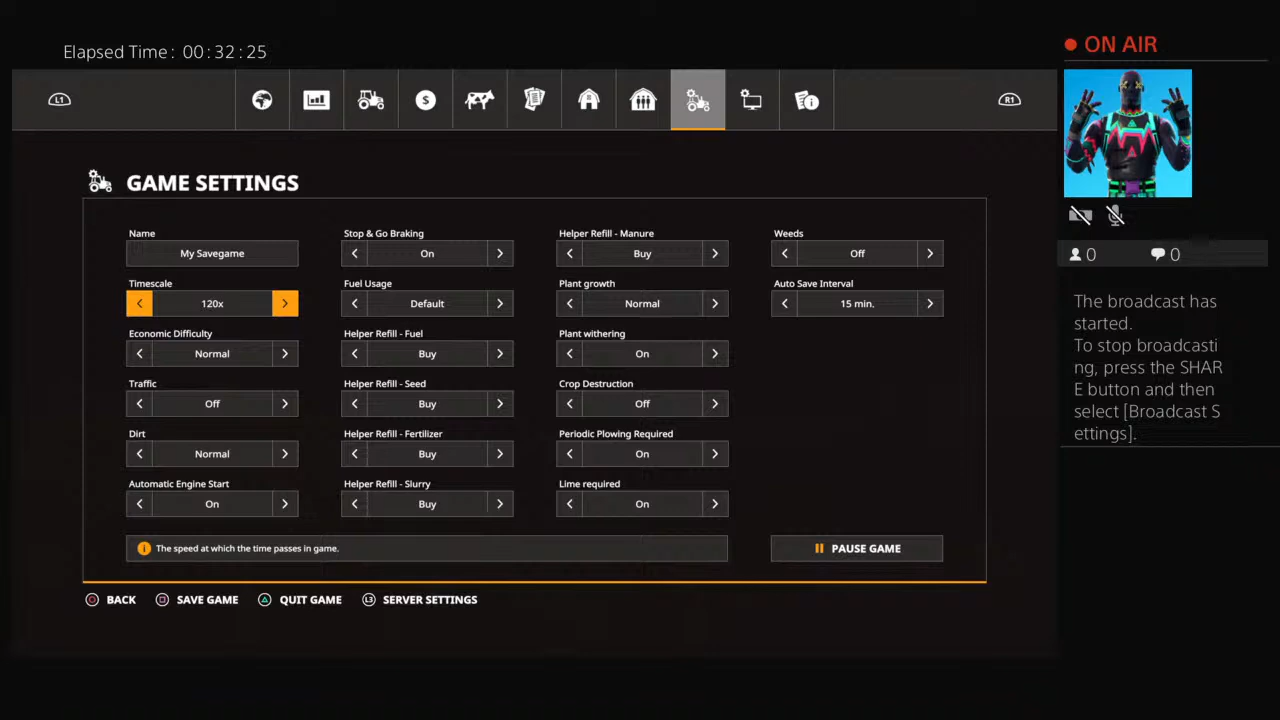 Elapsed Time: 00:32:25
ON AIR
L1
R1
GAME SETTINGS
Name
My Savegame
Timescale
120x
Economic Difficulty
Normal
Traffic
Off
Dirt
Normal
Automatic Engine Start
On
Stop & Go Braking
On
Fuel Usage
Default
Helper Refill - Fuel
Buy
Helper Refill - Seed
Buy
Helper Refill - Fertilizer
Buy
Helper Refill - Slurry
Buy
Helper Refill - Manure
Buy
Plant growth
Normal
Plant withering
On
Crop Destruction
Off
Periodic Plowing Required
On
Lime required
On
Weeds
Off
Auto Save Interval
15 min.
The speed at which the time passes in game.
PAUSE GAME
BACK
SAVE GAME
QUIT GAME
L3 SERVER SETTINGS
0
0
The broadcast has
started.
To stop broadcasti
ng, press the SHAR
E button and then
select [Broadcast S
ettings].